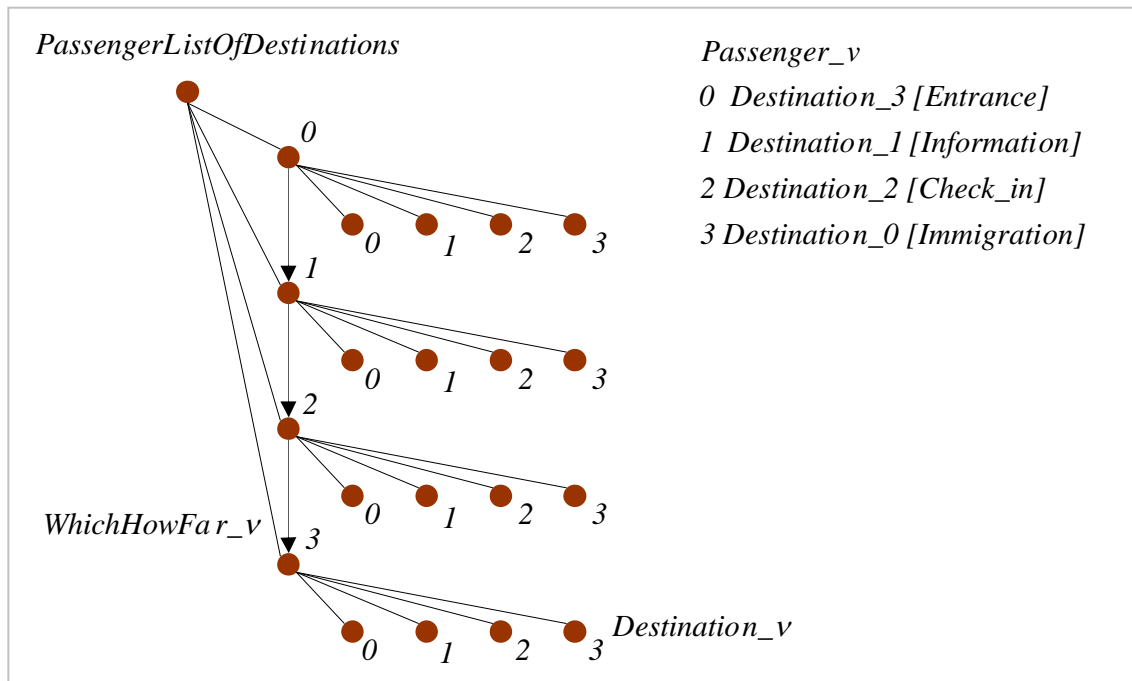 PassengerListOfDestinations
Passenger_v
0 Destination_3 [Entrance]
1 Destination_1 [Information]
2 Destination_2 [Check_in]
3 Destination_0 [Immigration]
0
0 1 2 3
1
0 1 2 3
2
0 1 2 3
WhichHowFar_v
3
0 1 2 3
Destination_v